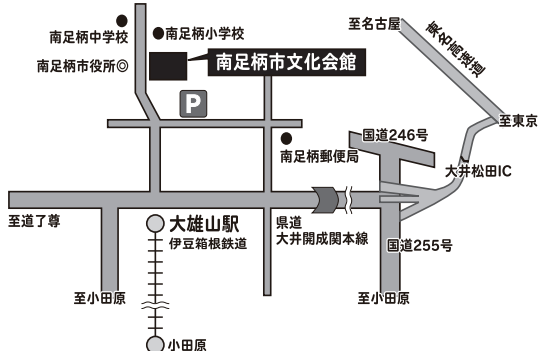 南足柄中学校
南足柄小学校
至名古屋
東名高速道
南足柄市役所◎
南足柄市文化会館
P
至東京
国道246号
南足柄郵便局
大井松田IC
至道了尊
大雄山駅
伊豆箱根鉄道
県道
大井開成関本線
国道255号
至小田原
至小田原
小田原